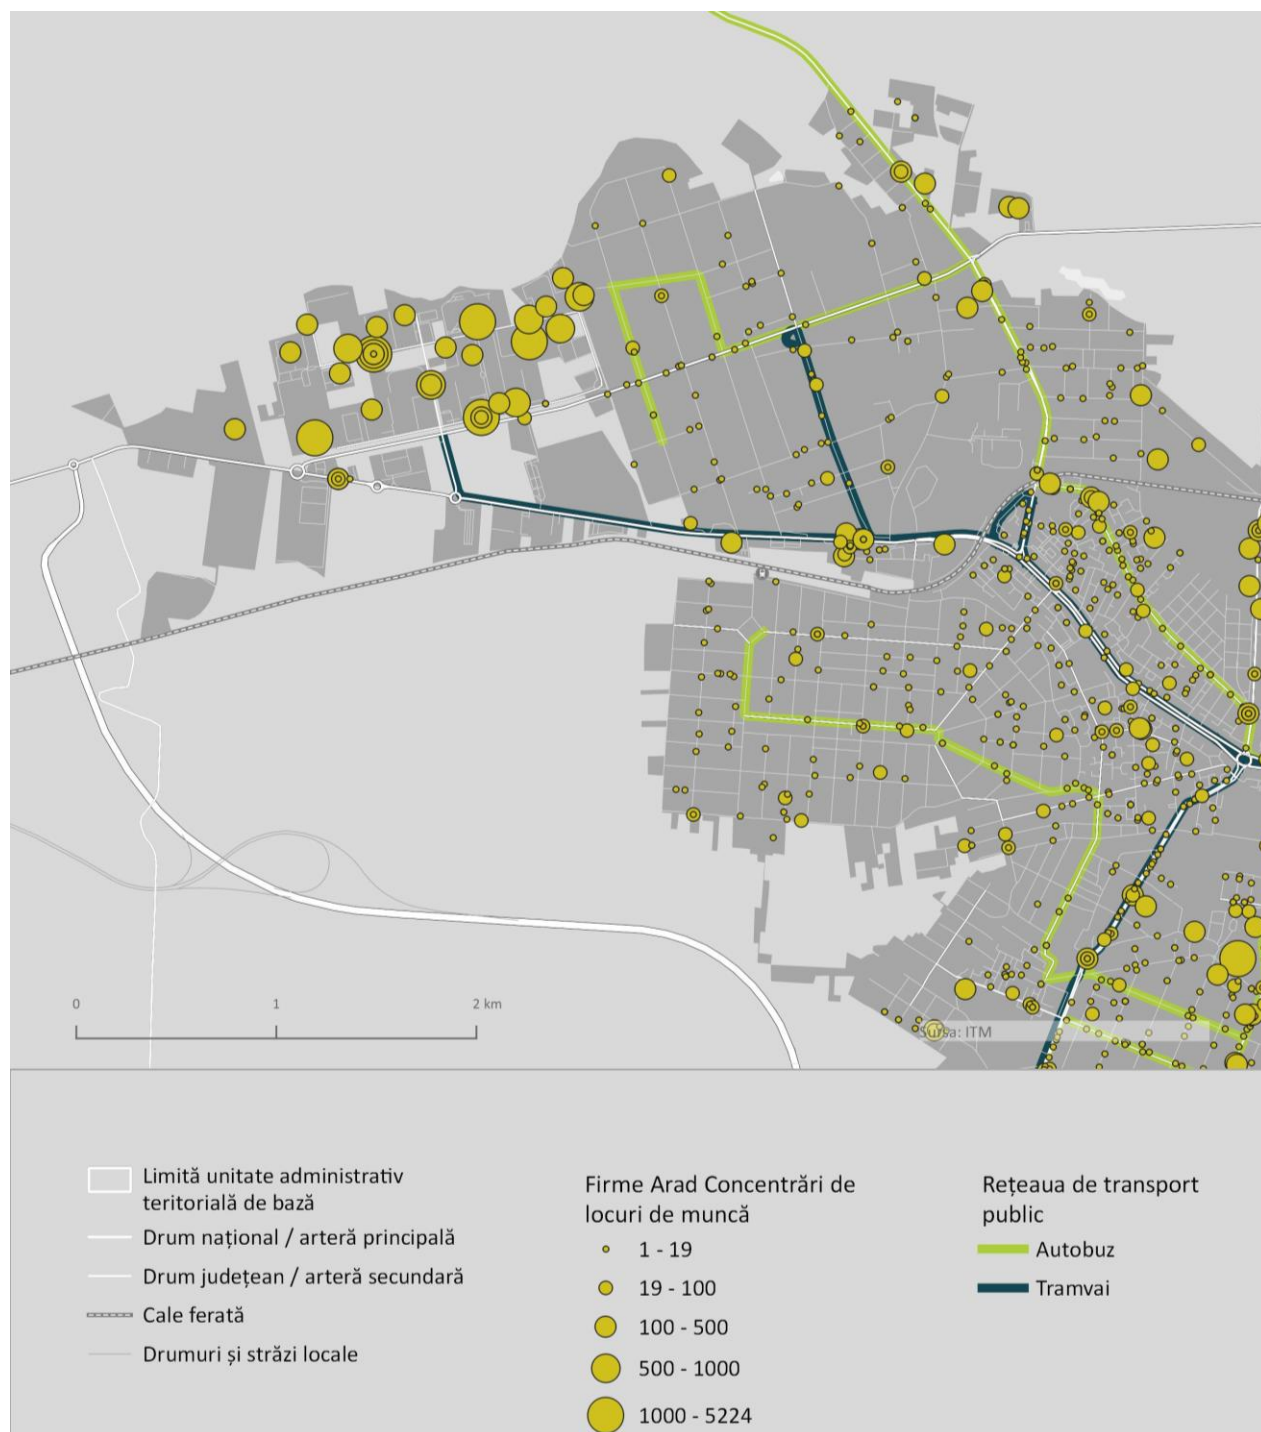 0 1 2 km
Sursa: ITM
Limită unitate administrativ
teritorială de bază
Drum național / arteră principală
Drum județean / arteră secundară
Cale ferată
Drumuri și străzi locale
Firme Arad Concentrări de
locuri de muncă
1 - 19
19 - 100
100 - 500
500 - 1000
1000 - 5224
Rețeaua de transport
public
Autobuz
Tramvai